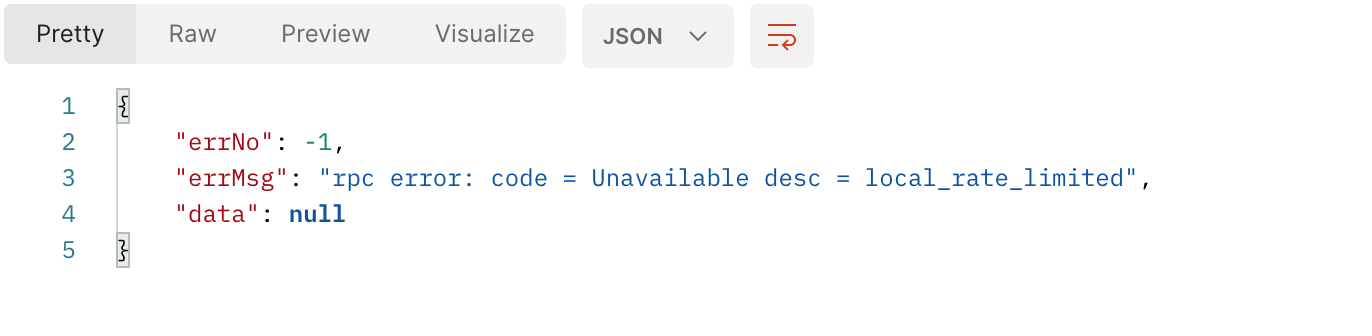 Pretty Raw Preview Visualize JSON
1 {
2 "errNo": -1,
3 "errMsg": "rpc error: code = Unavailable desc = local_rate_limited",
4 "data": null
5 }